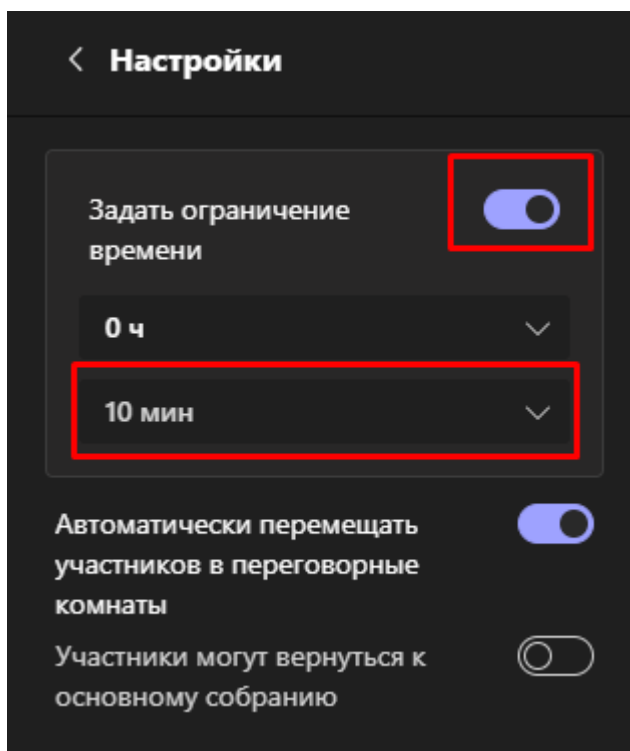 Настройки
Задать ограничение
времени
0 ч
10 мин
Автоматически перемещать
участников в переговорные
комнаты
Участники могут вернуться к
основному собранию